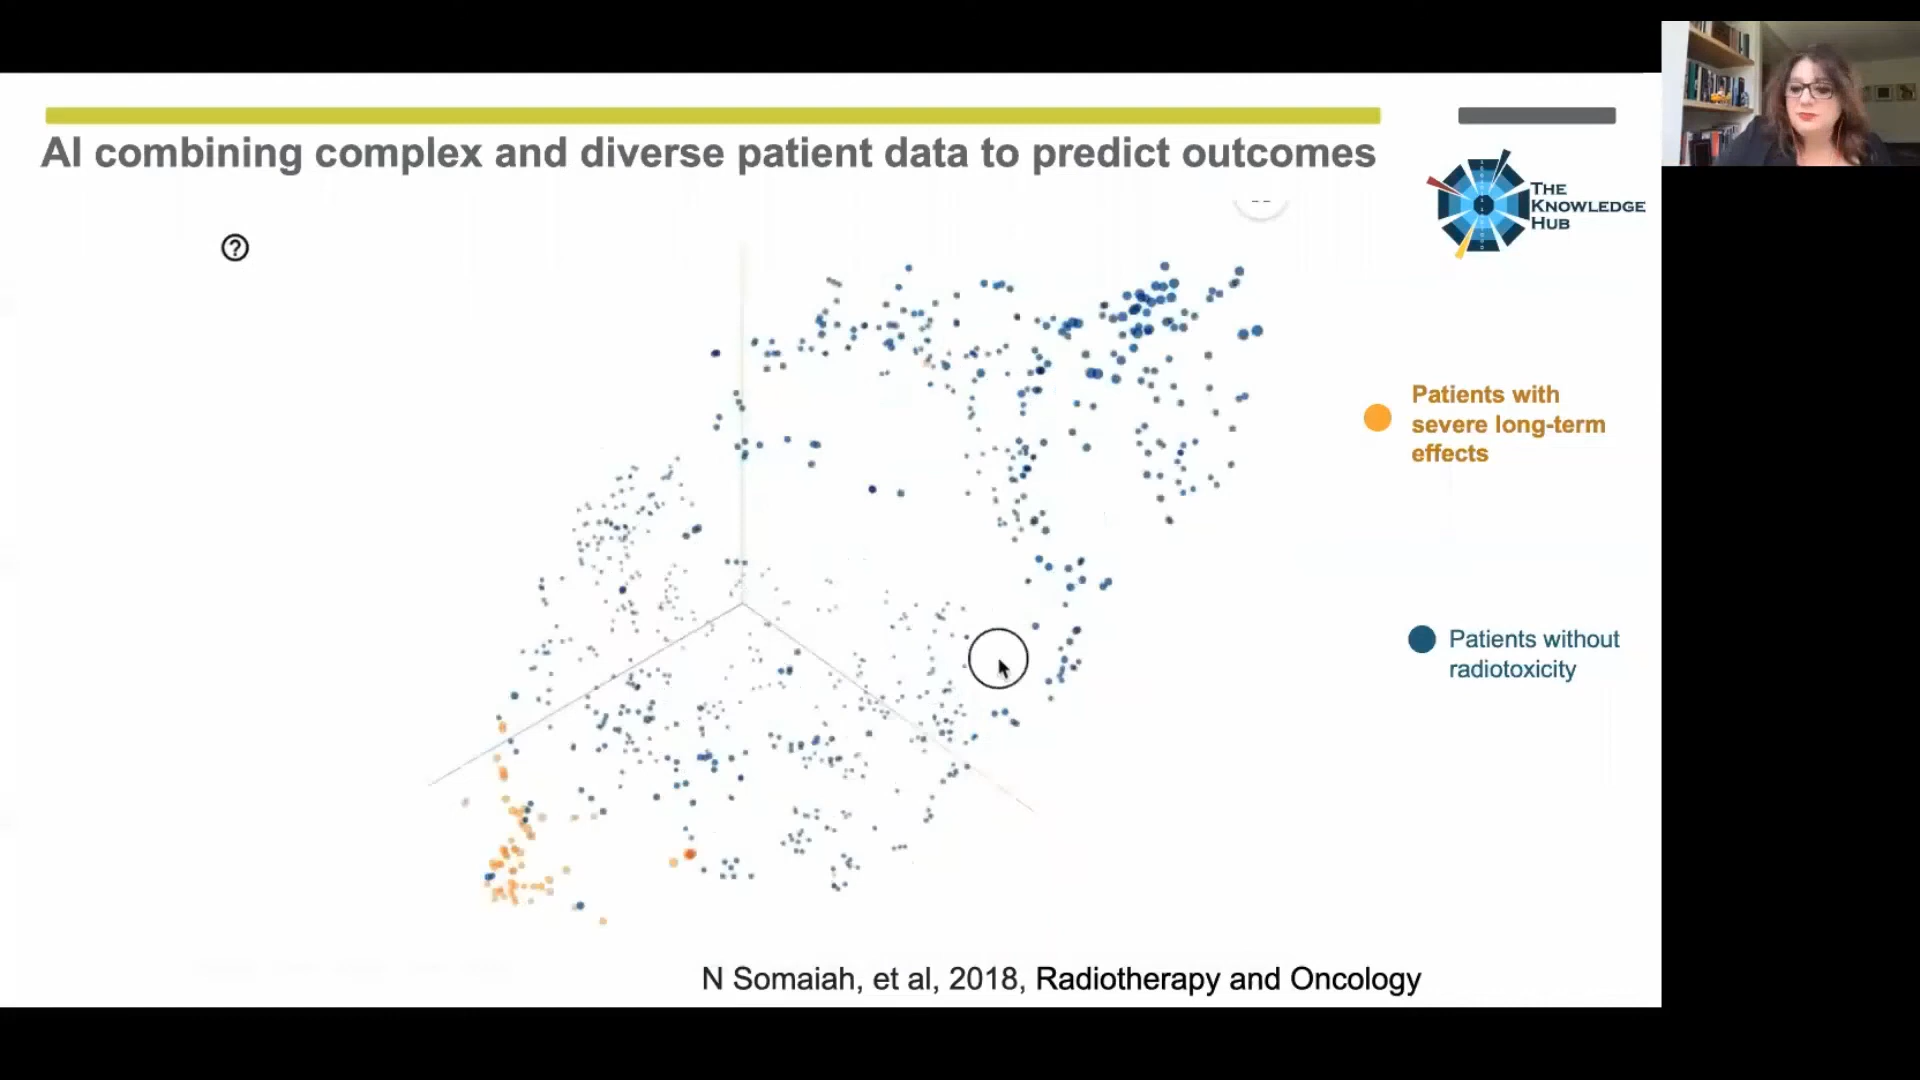 AI combining complex and diverse patient data to predict outcomes
THE
KNOWLEDGE
HUB
?
Patients with
severe long-term
effects
Patients without
radiotoxicity
N Somaiah, et al, 2018, Radiotherapy and Oncology